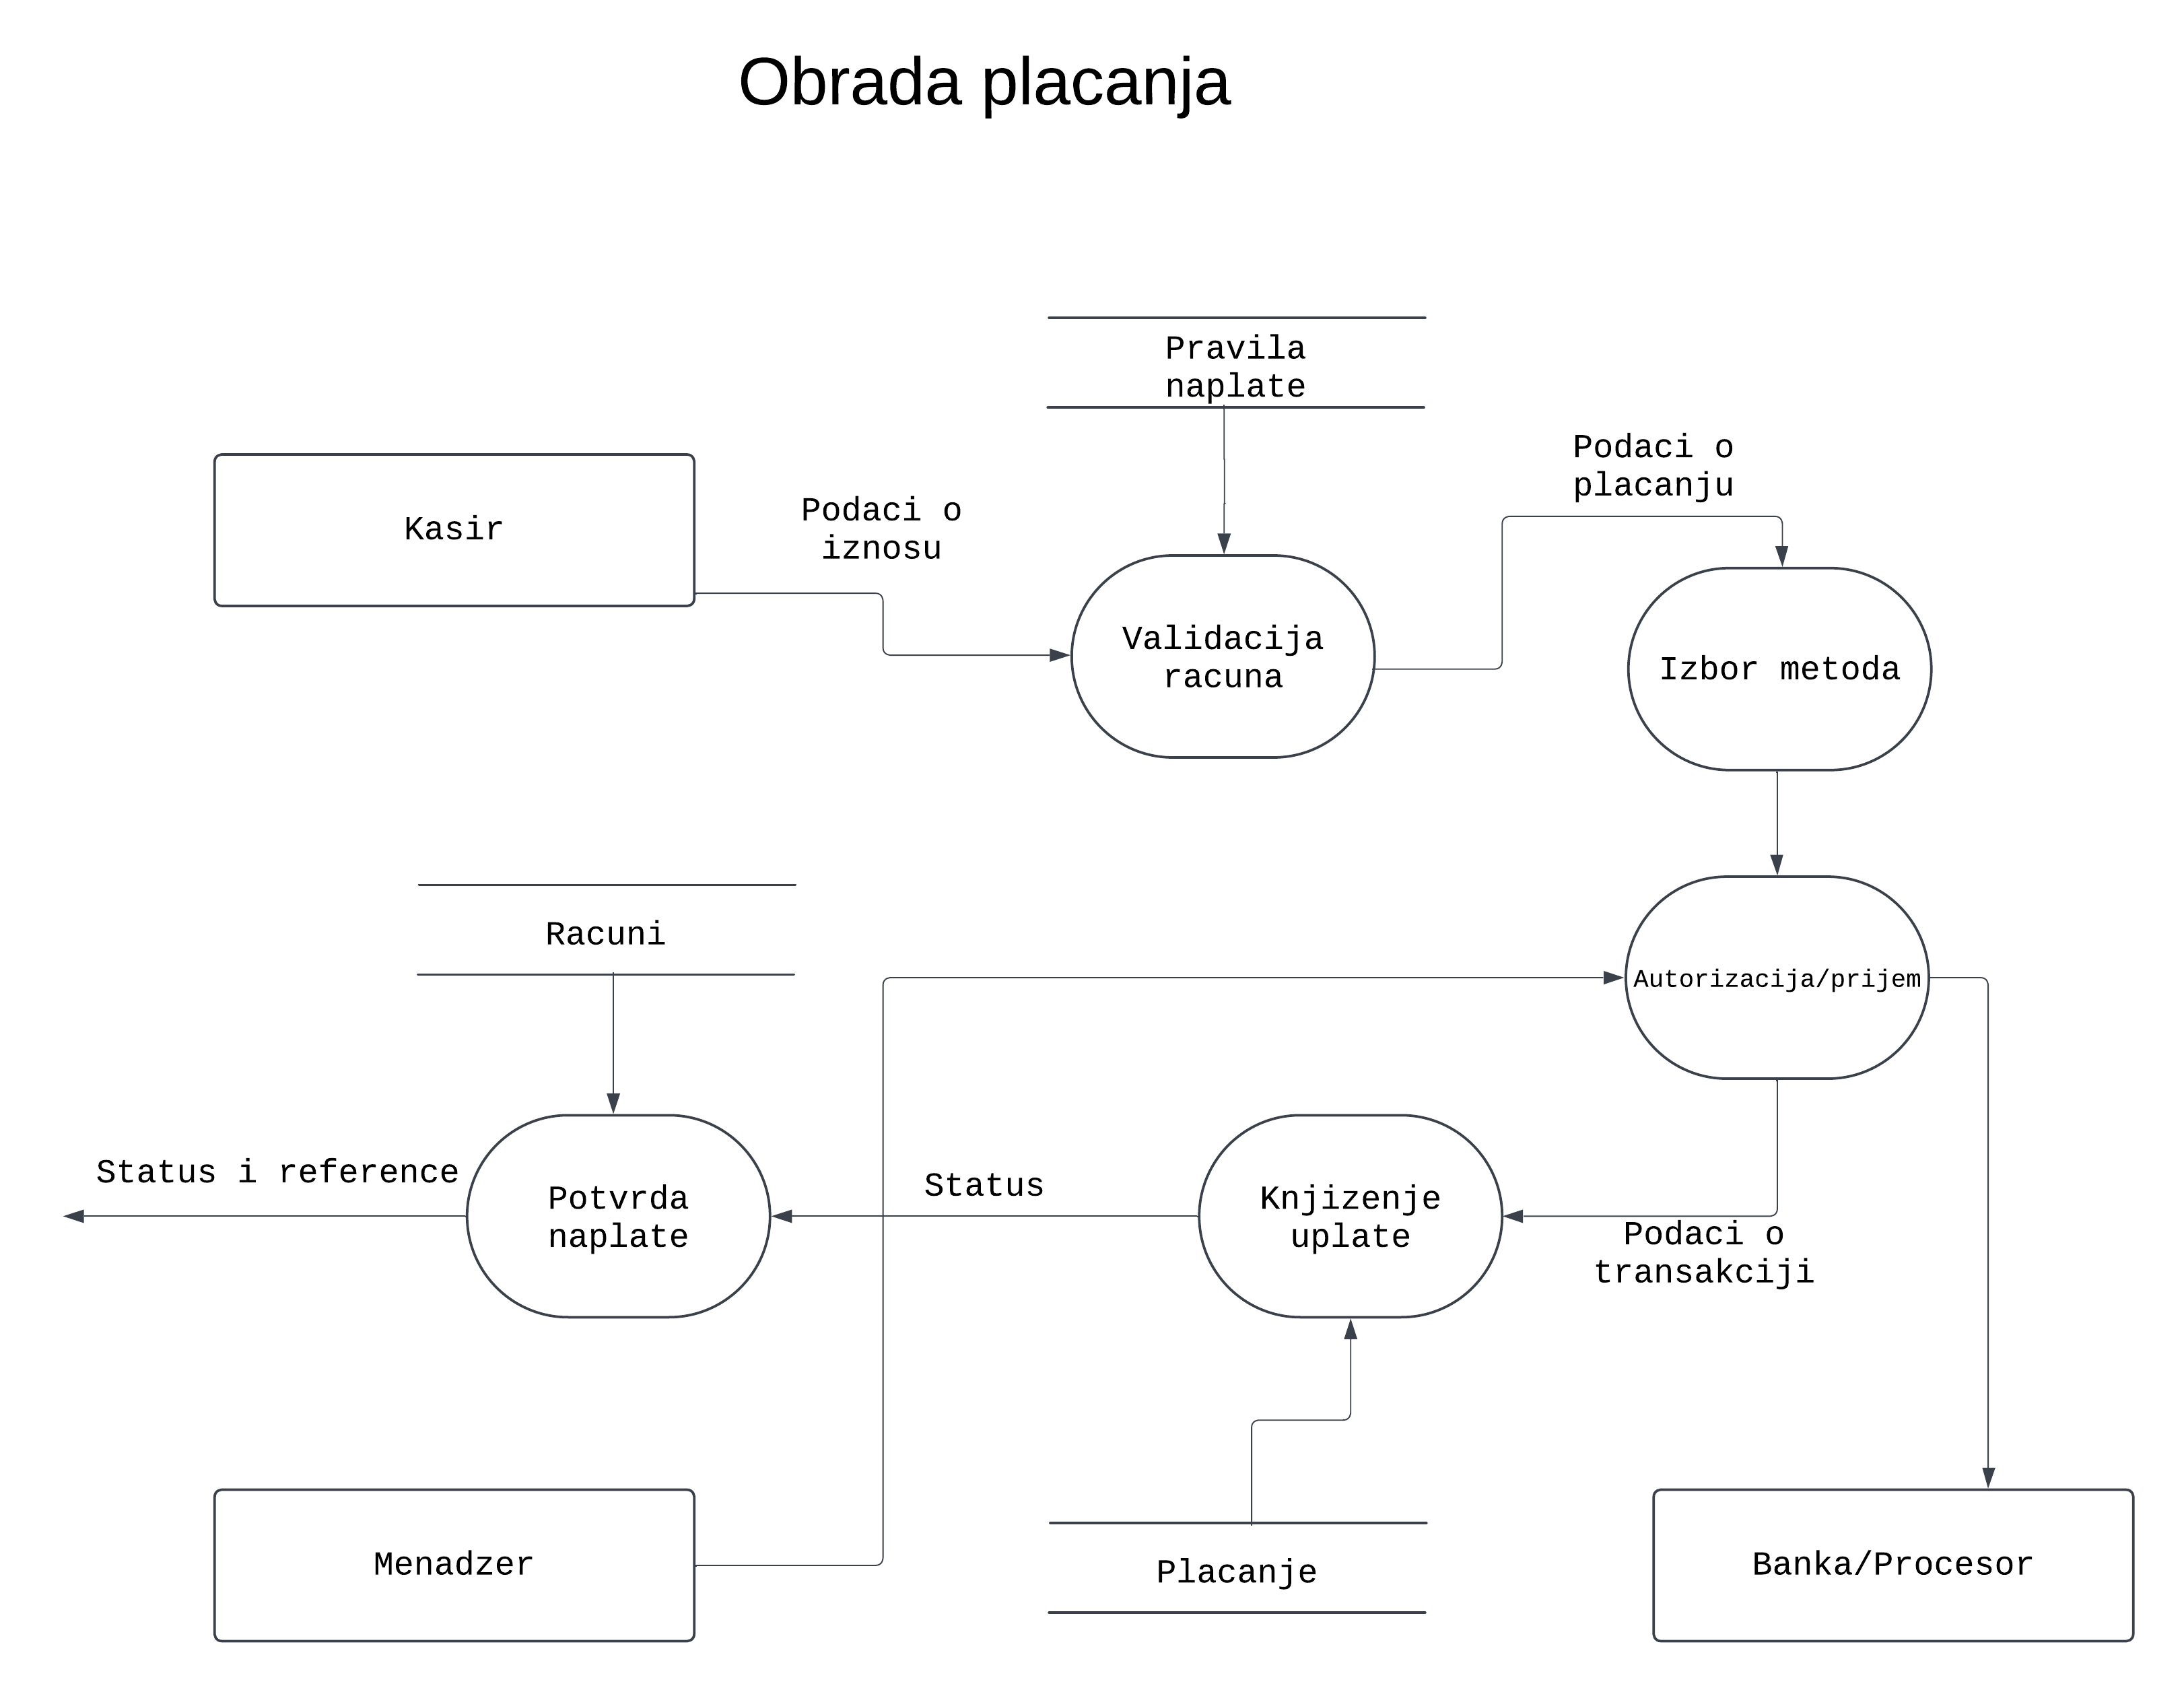 Obrada placanja
Pravila
naplate
Podaci o
placanju
Kasir
Podaci o
iznosu
Validacija
racuna
Izbor metoda
Racuni
Autorizacija/prijem
Status i reference
Potvrda
naplate
Status
Knjizenje
uplate
Podaci o
transakciji
Menadzer
Placanje
Banka/Procesor